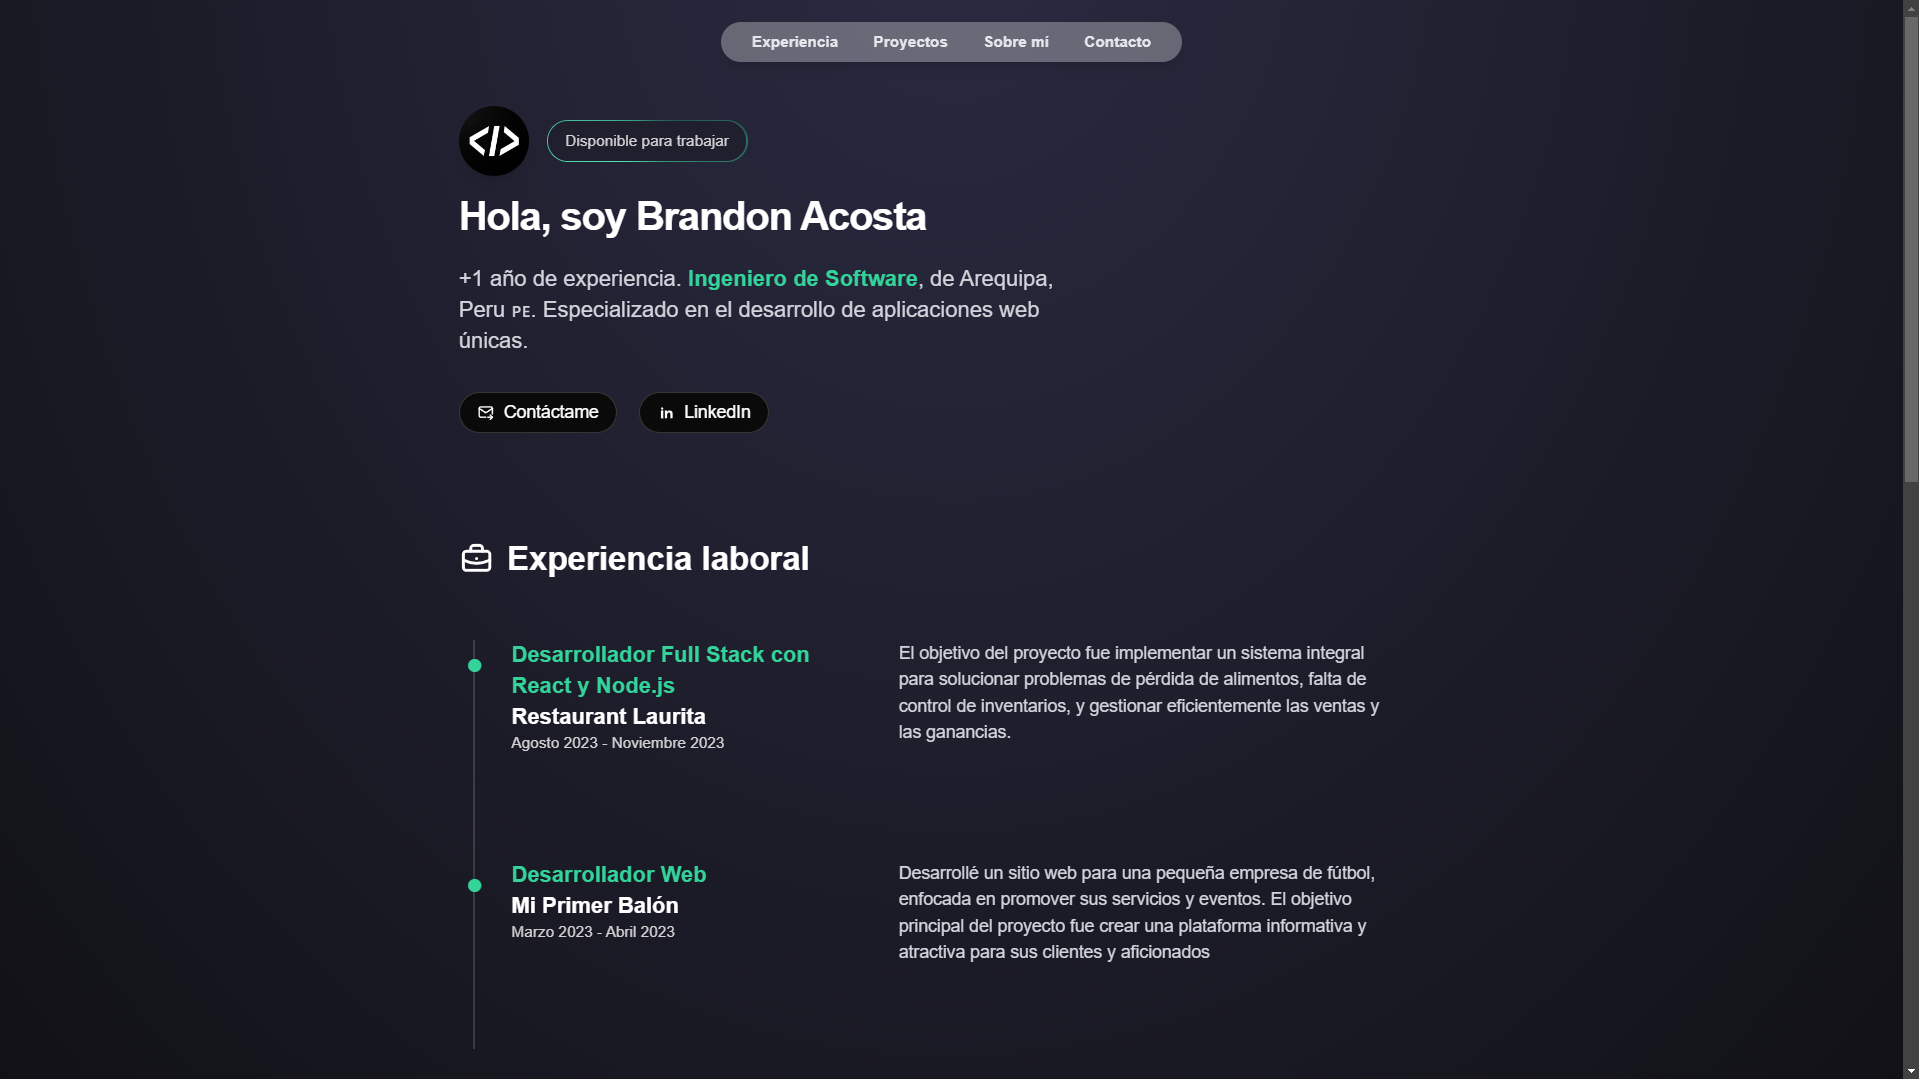 Experiencia Proyectos Sobre mí Contacto
</>
Disponible para trabajar
Hola, soy Brandon Acosta
+1 año de experiencia. Ingeniero de Software, de Arequipa,
Peru PE. Especializado en el desarrollo de aplicaciones web
únicas.
Contáctame
in LinkedIn
Experiencia laboral
Desarrollador Full Stack con
React y Node.js
Restaurant Laurita
Agosto 2023 - Noviembre 2023
El objetivo del proyecto fue implementar un sistema integral
para solucionar problemas de pérdida de alimentos, falta de
control de inventarios, y gestionar eficientemente las ventas y
las ganancias.
Desarrollador Web
Mi Primer Balón
Marzo 2023 - Abril 2023
Desarrollé un sitio web para una pequeña empresa de fútbol,
enfocada en promover sus servicios y eventos. El objetivo
principal del proyecto fue crear una plataforma informativa y
atractiva para sus clientes y aficionados